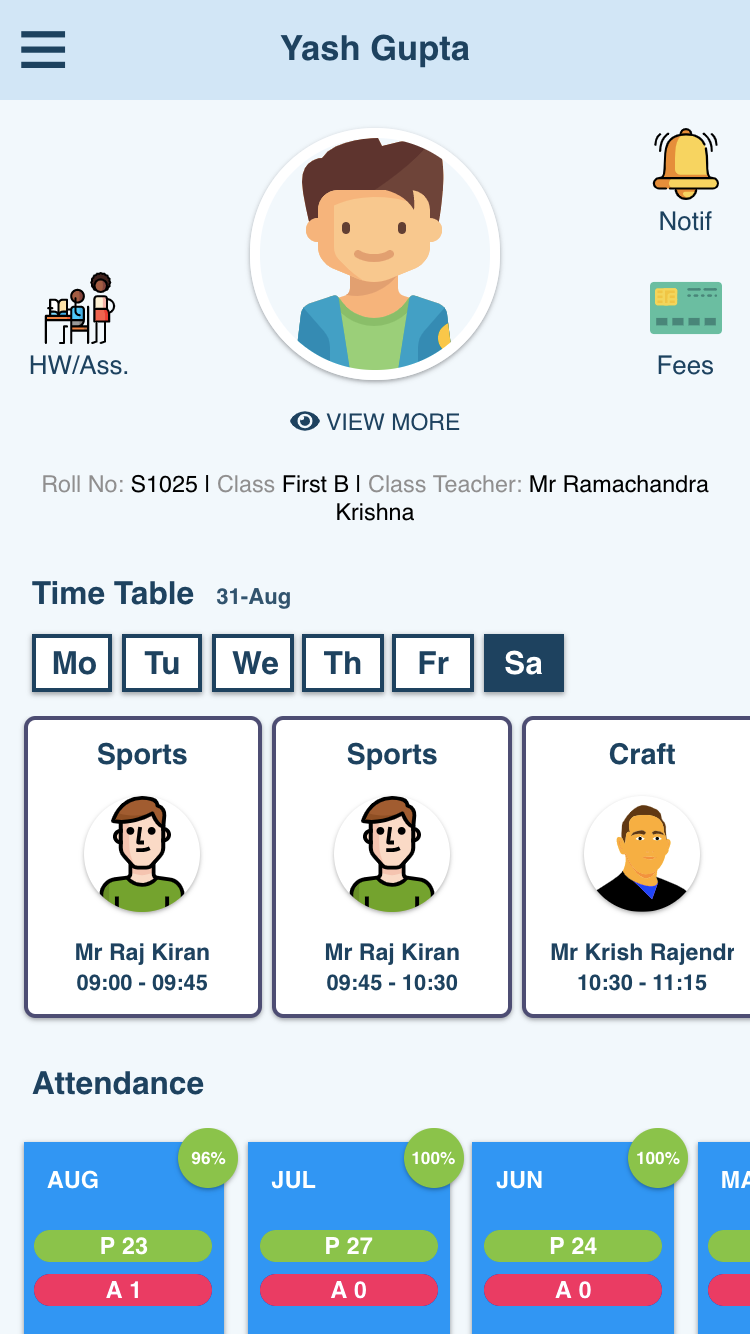 Yash Gupta
Notif
HW/Ass.
Fees
VIEW MORE
Roll No: S1025 | Class First B | Class Teacher: Mr Ramachandra
Krishna
Time Table 31-Aug
Mo Tu We Th Fr Sa
Sports Sports Craft
Mr Raj Kiran Mr Raj Kiran Mr Krish Rajendr
09:00 - 09:45 09:45 - 10:30 10:30 - 11:15
Attendance
96% 100% 100%
AUG JUL JUN MA
P 23 P 27 P 24
A 1 A 0 A 0